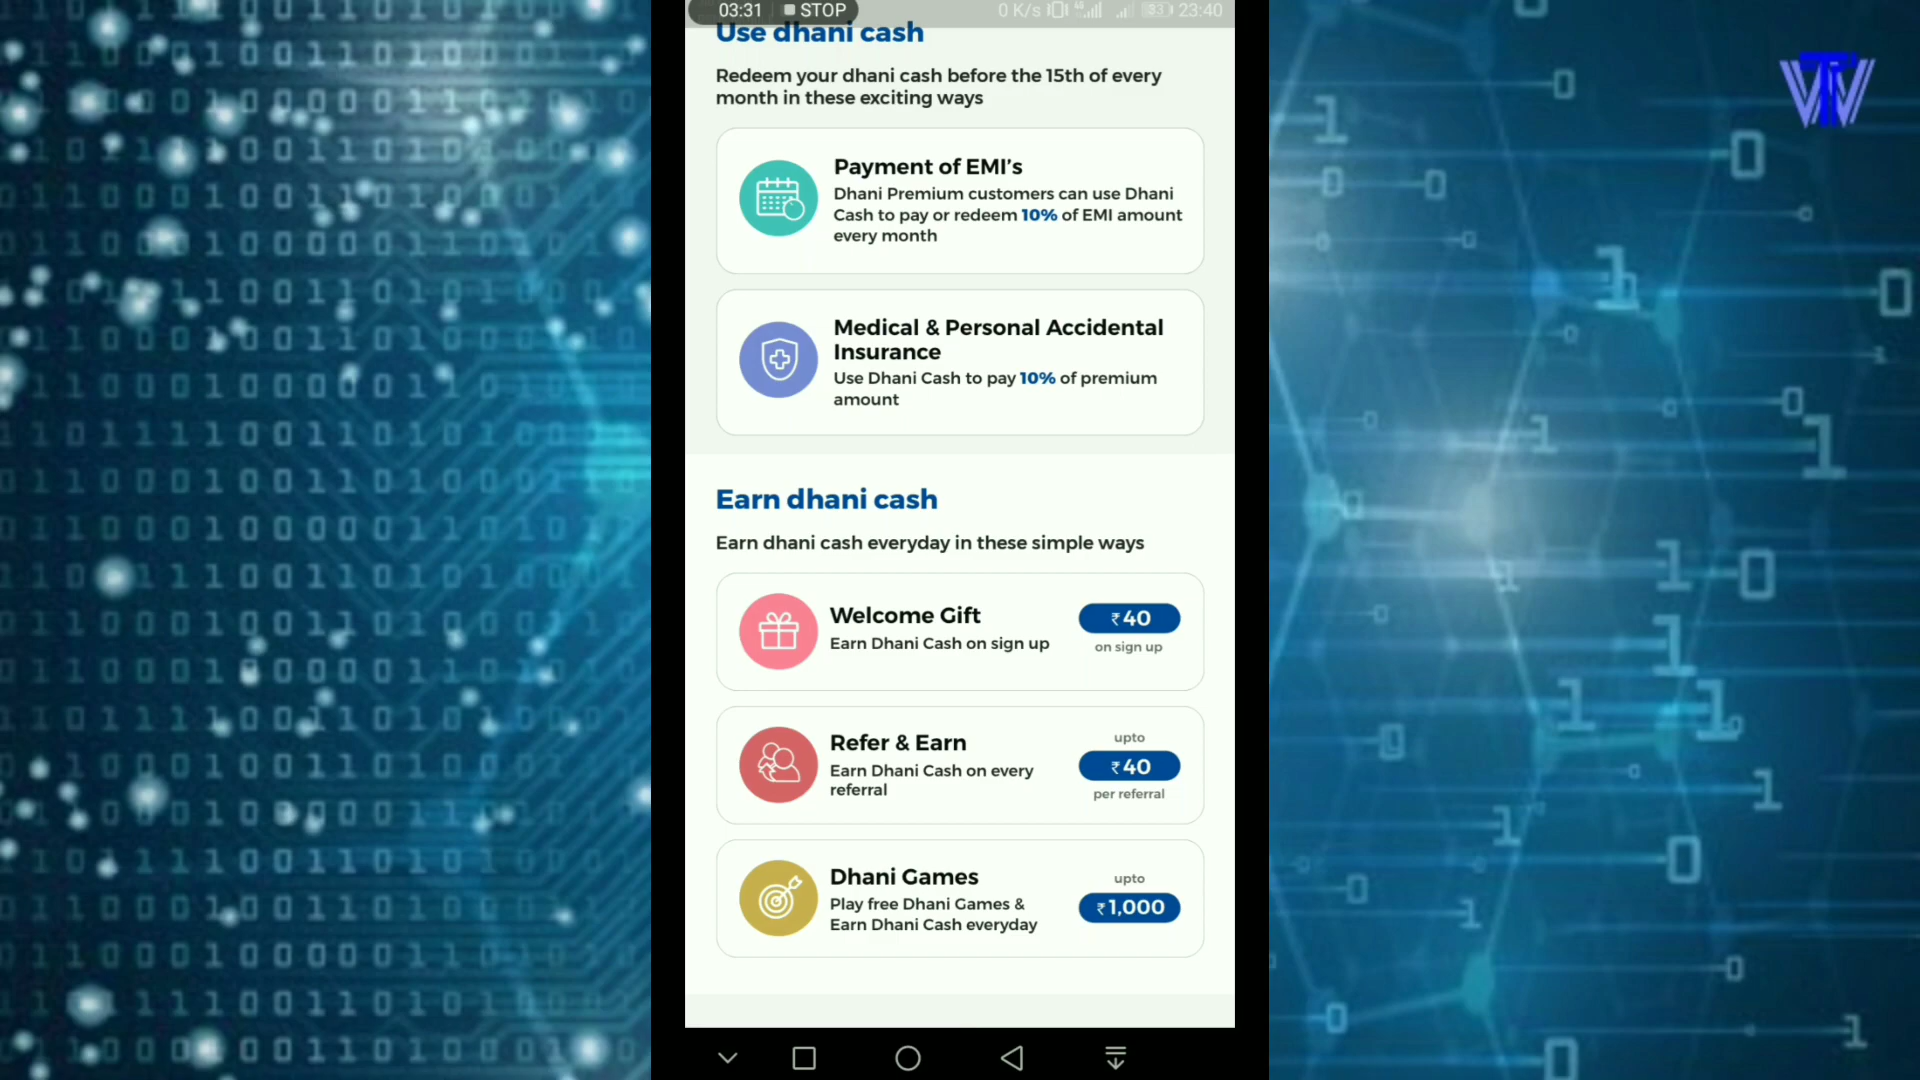 03:31 STOP 0 K/s 4G 33 23:40
Use dhani cash
Redeem your dhani cash before the 15th of every
month in these exciting ways
Payment of EMI's
Dhani Premium customers can use Dhani
Cash to pay or redeem 10% of EMI amount
every month
Medical & Personal Accidental
Insurance
Use Dhani Cash to pay 10% of premium
amount
Earn dhani cash
Earn dhani cash everyday in these simple ways
Welcome Gift
Earn Dhani Cash on sign up
₹40
on sign up
Refer & Earn
Earn Dhani Cash on every
referral
upto
₹40
per referral
Dhani Games
Play free Dhani Games &
Earn Dhani Cash everyday
upto
₹1,000